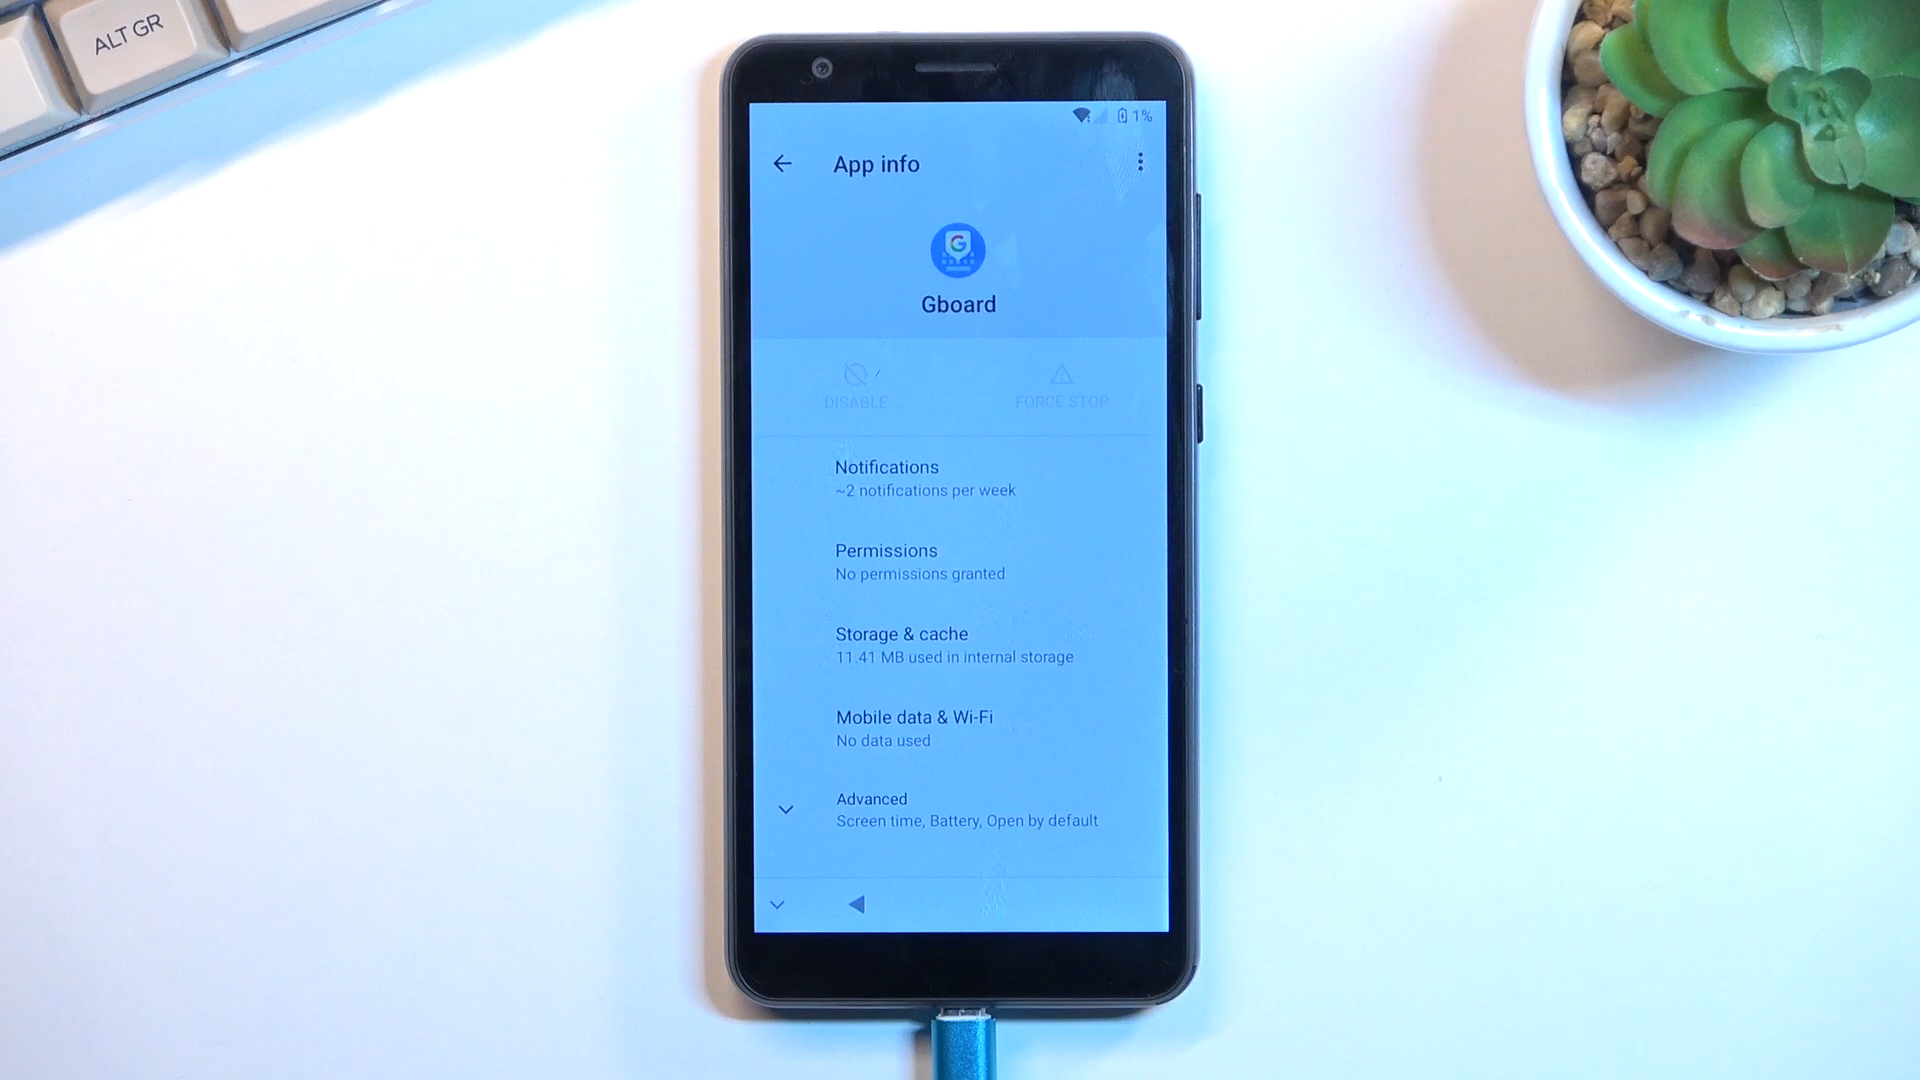 ALT GR
1%
App info
G
Gboard
DISABLE
FORCE STOP
Notifications
~2 notifications per week
Permissions
No permissions granted
Storage & cache
11.41 MB used in internal storage
Mobile data & Wi-Fi
No data used
Advanced
Screen time, Battery, Open by default